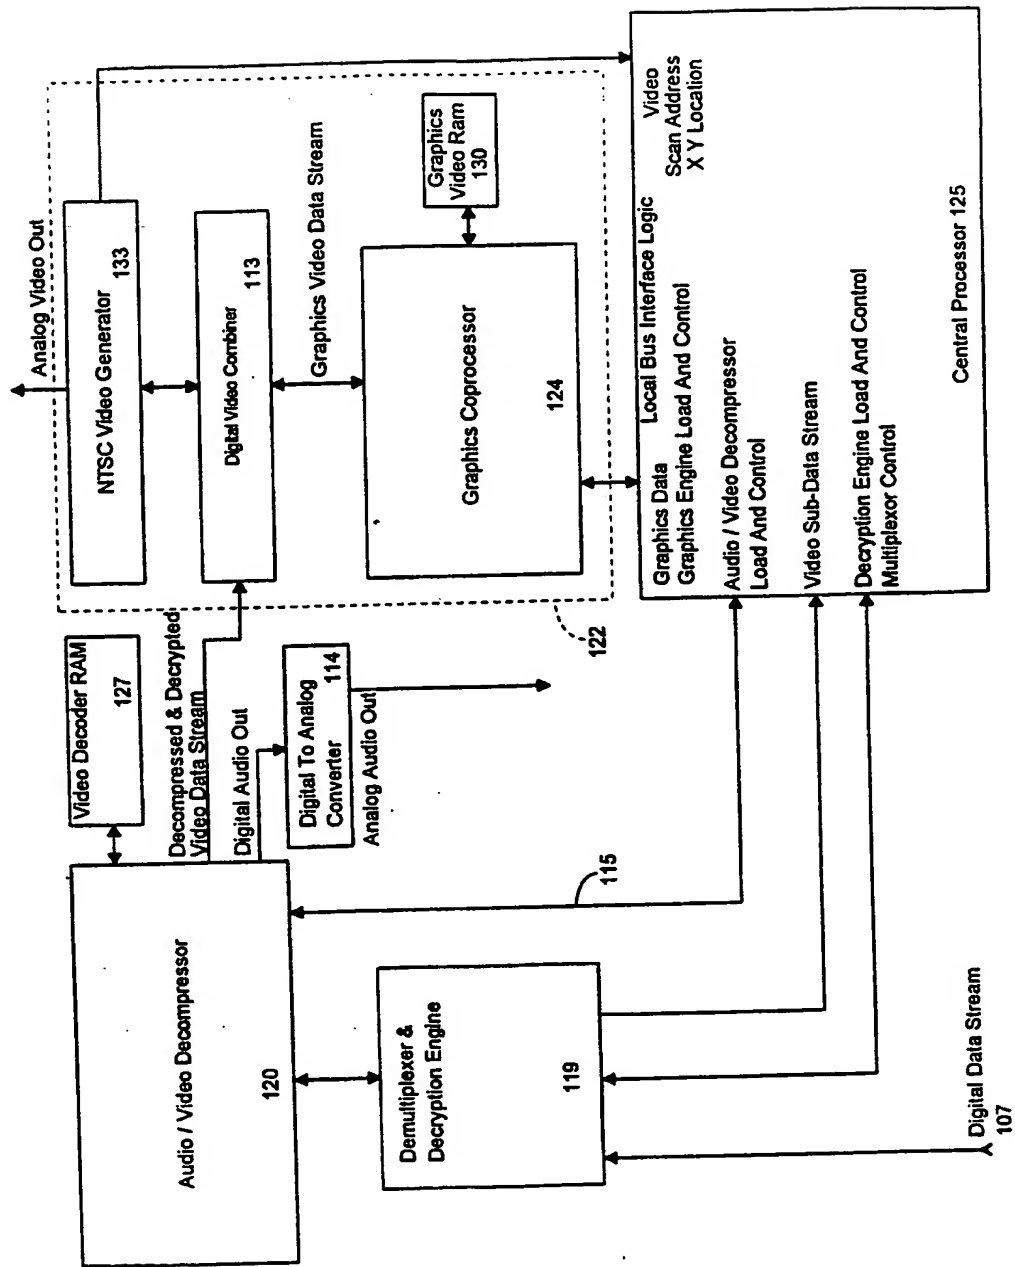 Analog Video Out
NTSC Video Generator
133
Digital Video Combiner
113
Graphics Video Data Stream
Graphics
Video Ram
130
Graphics Coprocessor
124
Video Decoder RAM
127
Decompressed & Decrypted
Video Data Stream
Digital Audio Out
Digital To Analog
Converter
114
Analog Audio Out
122
Audio / Video Decompressor
120
115
Demultiplexer &
Decryption Engine
119
Digital Data Stream
107
Video
Scan Address
X Y Location
Local Bus Interface Logic
Graphics Data
Graphics Engine Load And Control
Audio / Video Decompressor
Load And Control
Video Sub-Data Stream
Decryption Engine Load And Control
Multiplexor Control
Central Processor 125